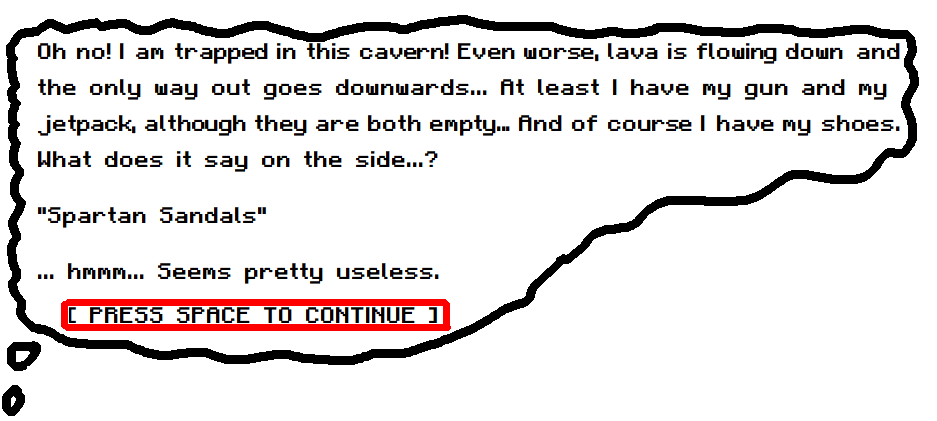 Oh no! I am trapped in this cavern! Even worse, lava is flowing down and
the only way out goes downwards... At least I have my gun and my
jetpack, although they are both empty... And of course I have my shoes.
What does it say on the side...?
"Spartan Sandals"
... hmmm... Seems pretty useless.
[ PRESS SPACE TO CONTINUE ]